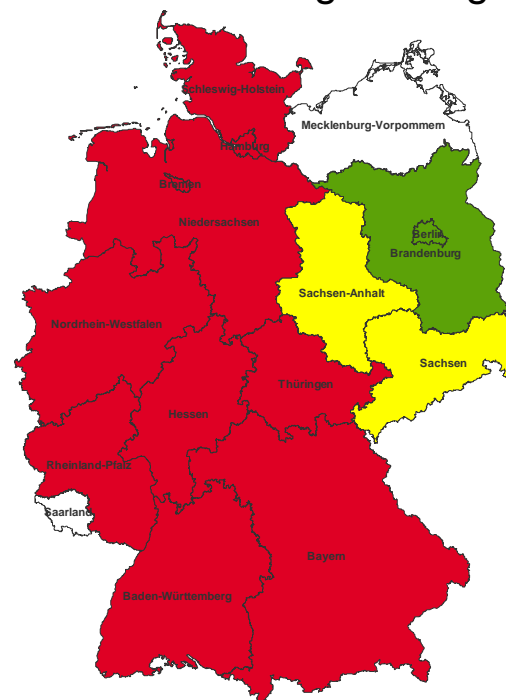 Schleswig-Holstein
Mecklenburg-Vorpommern
Hamburg
Bremen
Niedersachsen
Berlin
Brandenburg
Sachsen-Anhalt
Nordrhein-Westfalen
Sachsen
Thüringen
Hessen
Rheinland-Pfalz
Saarland
Bayern
Baden-Württemberg